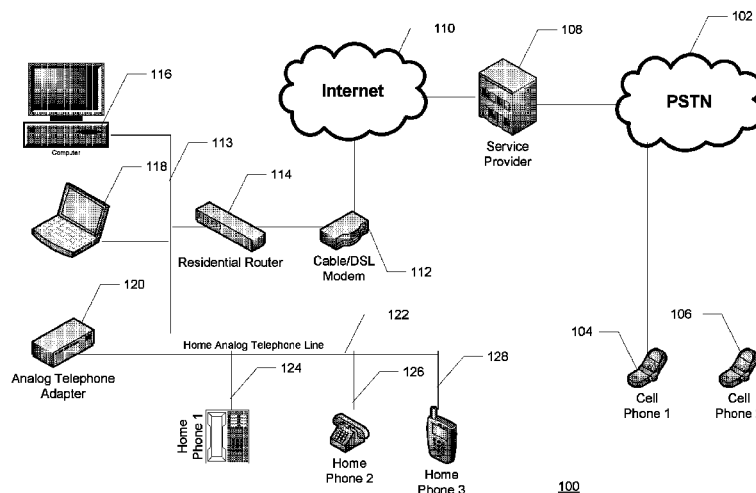 110
108
102
116
Internet
PSTN
Computer
113
Service
Provider
118
114
Residential Router
Cable/DSL
Modem
112
120
122
104
106
Home Analog Telephone Line
Analog Telephone
Adapter
124
126
128
Cell
Phone 1
Cell
Phone
Home
Phone 1
Home
Phone 2
Home
Phone 3
100